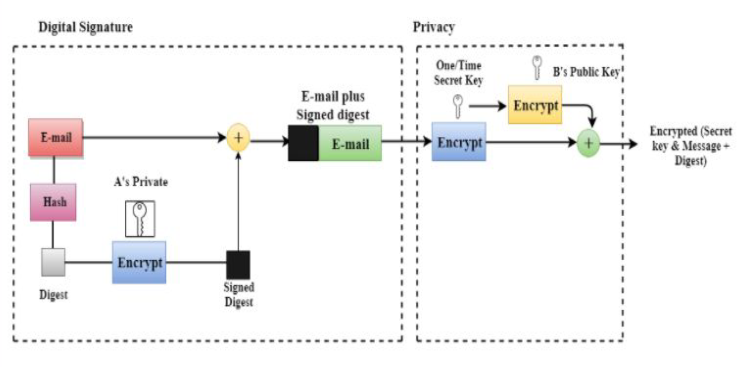 Digital Signature
Privacy
One/Time
Secret Key
B's Public Key
E-mail plus
Signed digest
Encrypt
E-mail
+
E-mail
Encrypt
+
Encrypted (Secret
key & Message +
Digest)
A's Private
Hash
Encrypt
Digest
Signed
Digest